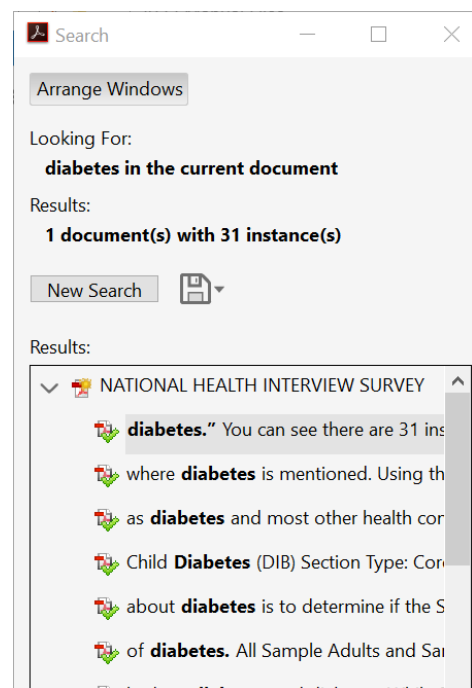 Search
Arrange Windows
Looking For:
diabetes in the current document
Results:
1 document(s) with 31 instance(s)
New Search
Results:
NATIONAL HEALTH INTERVIEW SURVEY
diabetes.” You can see there are 31 ins
where diabetes is mentioned. Using th
as diabetes and most other health con
Child Diabetes (DIB) Section Type: Cor
about diabetes is to determine if the S
of diabetes. All Sample Adults and Sar